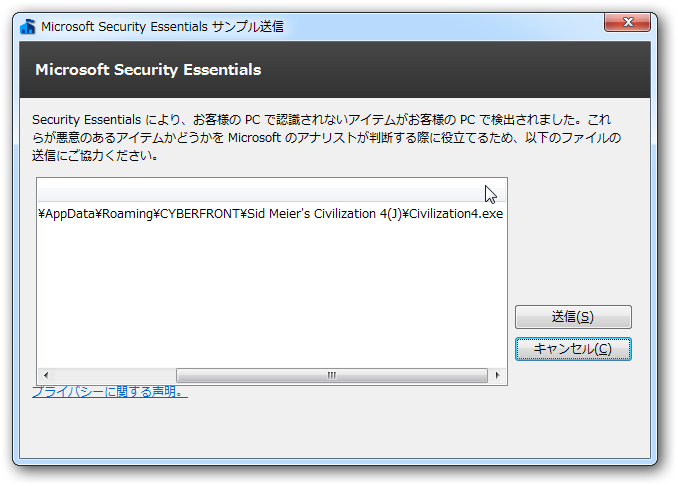 Microsoft Security Essentials サンプル送信
Microsoft Security Essentials
Security Essentials により、お客様の PC で認識されないアイテムがお客様の PC で検出されました。これ
らが悪意のあるアイテムかどうかを Microsoft のアナリストが判断する際に役立てるため、以下のファイルの
送信にご協力ください。
¥AppData¥Roaming¥CYBERFRONT¥Sid Meier's Civilization 4(J)¥Civilization4.exe
送信(S)
キャンセル(C)
プライバシーに関する声明。